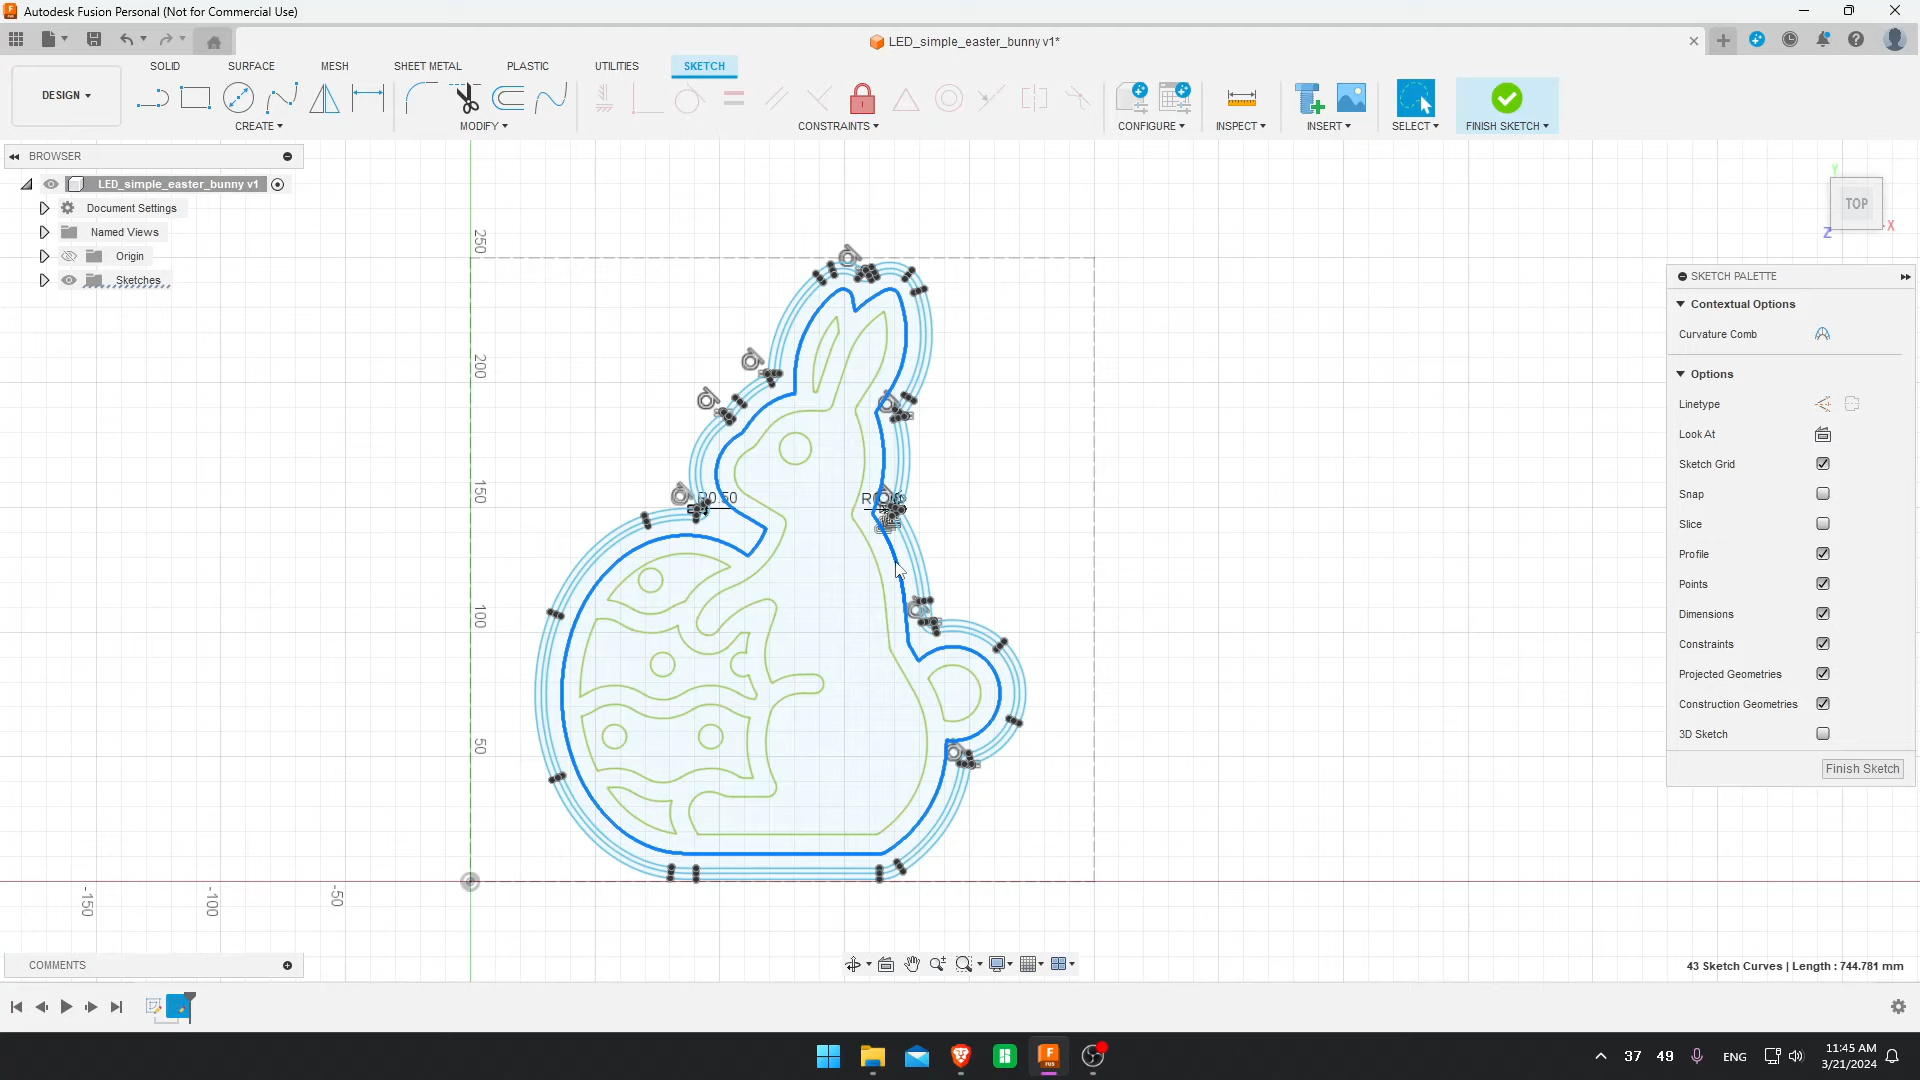 Autodesk Fusion Personal (Not for Commercial Use)
LED_simple_easter_bunny v1*
SOLID SURFACE MESH SHEET METAL PLASTIC UTILITIES SKETCH
DESIGN
CREATE MODIFY CONSTRAINTS CONFIGURE INSPECT INSERT SELECT FINISH SKETCH
BROWSER
LED_simple_easter_bunny v1
Document Settings
Named Views
Origin
Sketches
TOP
Y
X
Z
SKETCH PALETTE
Contextual Options
Curvature Comb
Options
Linetype
Look At
Sketch Grid
Snap
Slice
Profile
Points
Dimensions
Constraints
Projected Geometries
Construction Geometries
3D Sketch
Finish Sketch
250
200
150
100
50
-150
-100
-50
COMMENTS
43 Sketch Curves | Length : 744.781 mm
37 49 ENG
11:45 AM
3/21/2024